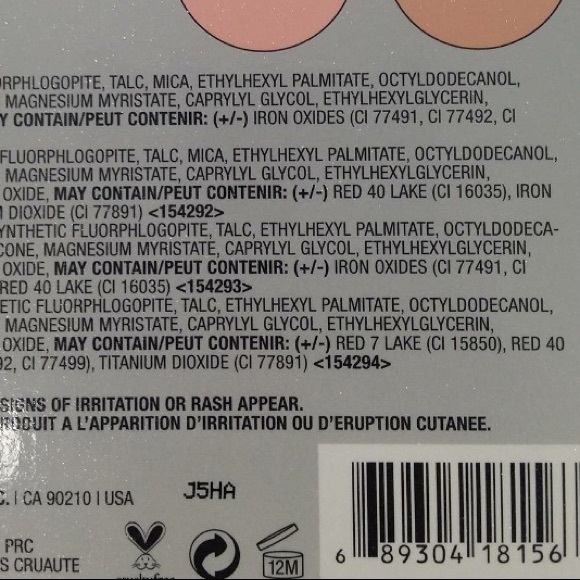 ORPHLOGOPITE, TALC, MICA, ETHYLHEXYL PALMITATE, OCTYLDODECANOL,
MAGNESIUM MYRISTATE, CAPRYLYL GLYCOL, ETHYLHEXYLGLYCERIN,
Y CONTAIN/PEUT CONTENIR: (+/-) IRON OXIDES (CI 77491, CI 77492, CI
FLUORPHLOGOPITE, TALC, MICA, ETHYLHEXYL PALMITATE, OCTYLDODECANOL,
MAGNESIUM MYRISTATE, CAPRYLYL GLYCOL, ETHYLHEXYLGLYCERIN,
OXIDE, MAY CONTAIN/PEUT CONTENIR: (+/-) RED 40 LAKE (CI 16035), IRON
DIOXIDE (CI 77891) <154292>
YNTHETIC FLUORPHLOGOPITE, TALC, ETHYLHEXYL PALMITATE, OCTYLDODECA-
CONE, MAGNESIUM MYRISTATE, CAPRYLYL GLYCOL, ETHYLHEXYLGLYCERIN,
OXIDE, MAY CONTAIN/PEUT CONTENIR: (+/-) IRON OXIDES (CI 77491, CI
RED 40 LAKE (CI 16035) <154293>
ETIC FLUORPHLOGOPITE, TALC, ETHYLHEXYL PALMITATE, OCTYLDODECANOL,
MAGNESIUM MYRISTATE, CAPRYLYL GLYCOL, ETHYLHEXYLGLYCERIN,
OXIDE, MAY CONTAIN/PEUT CONTENIR: (+/-) RED 7 LAKE (CI 15850), RED 40
92, CI 77499), TITANIUM DIOXIDE (CI 77891) <154294>
SIGNS OF IRRITATION OR RASH APPEAR.
PRODUIT A L'APPARITION D'IRRITATION OU D'ERUPTION CUTANEE.
C. | CA 90210 | USA
J5HA
PRC
S CRUAUTE
12M
6 89304 18156